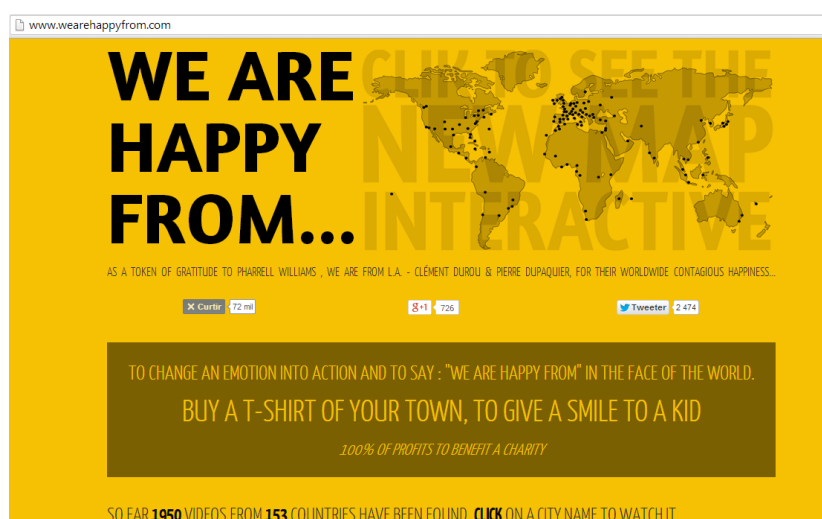 www.wearehappyfrom.com
WE ARE
HAPPY
FROM...
CLIK TO SEE THE
NEW MAP
INTERACTIVE
AS A TOKEN OF GRATITUDE TO PHARRELL WILLIAMS , WE ARE FROM L.A. - CLÉMENT DUROU & PIERRE DUPAQUIER, FOR THEIR WORLDWIDE CONTAGIOUS HAPPINESS...
Curtir 72 mil g+1 726 Tweeter 2 474
TO CHANGE AN EMOTION INTO ACTION AND TO SAY : "WE ARE HAPPY FROM" IN THE FACE OF THE WORLD.
BUY A T-SHIRT OF YOUR TOWN, TO GIVE A SMILE TO A KID
100% OF PROFITS TO BENEFIT A CHARITY
SO FAR 1950 VIDEOS FROM 153 COUNTRIES HAVE BEEN FOUND. CLICK ON A CITY NAME TO WATCH IT